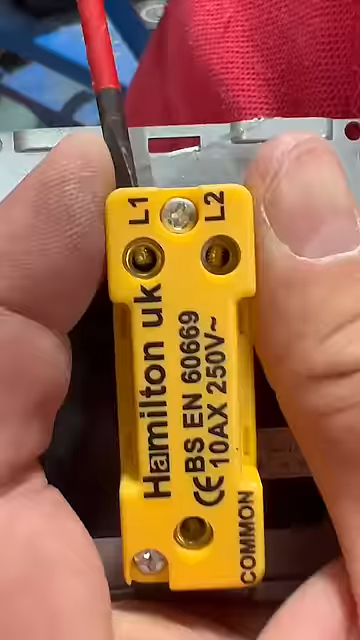 L1 L2
Hamilton uk
CE BS EN 60669
10AX 250V~
COMMON